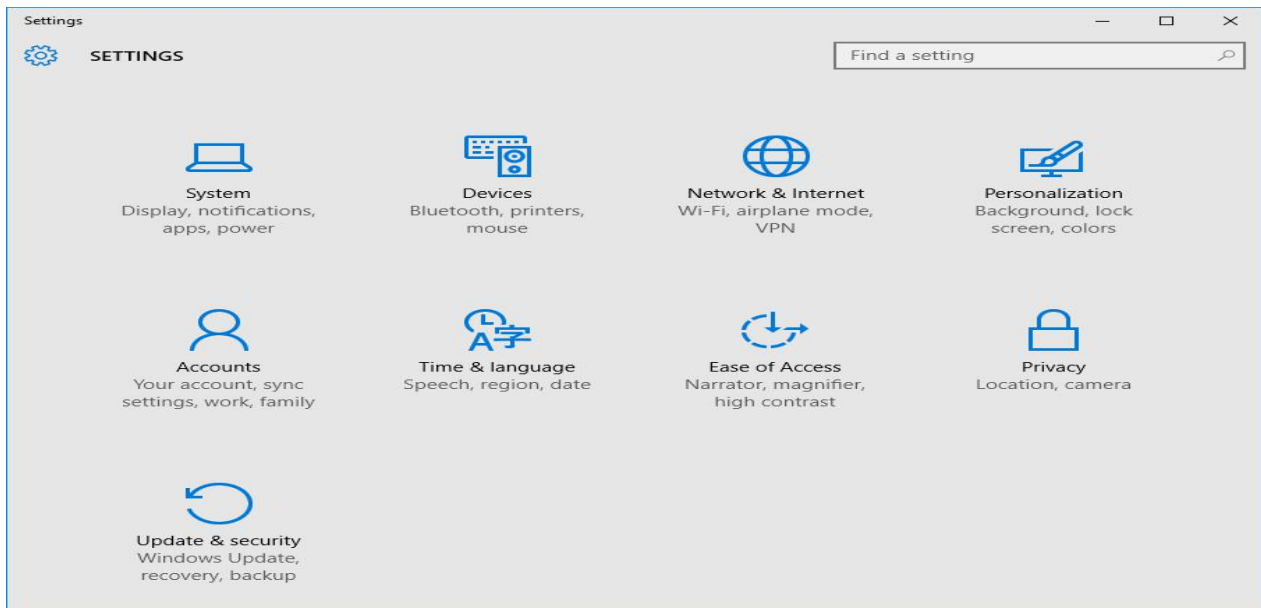 Settings
SETTINGS
Find a setting
System
Display, notifications,
apps, power
Devices
Bluetooth, printers,
mouse
Network & Internet
Wi-Fi, airplane mode,
VPN
Personalization
Background, lock
screen, colors
Accounts
Your account, sync
settings, work, family
A字
Time & language
Speech, region, date
Ease of Access
Narrator, magnifier,
high contrast
Privacy
Location, camera
Update & security
Windows Update,
recovery, backup